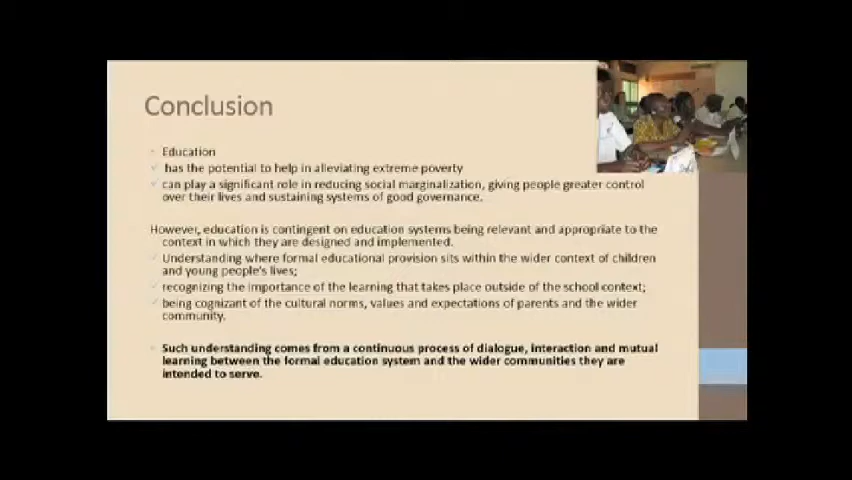 Conclusion
Education
has the potential to help in alleviating extreme poverty
can play a significant role in reducing social marginalization, giving people greater control
over their lives and sustaining systems of good governance.
However, education is contingent on education systems being relevant and appropriate to the
context in which they are designed and implemented.
Understanding where formal educational provision sits within the wider context of children
and young people's lives;
recognizing the importance of the learning that takes place outside of the school context;
being cognizant of the cultural norms, values and expectations of parents and the wider
community.
Such understanding comes from a continuous process of dialogue, interaction and mutual
learning between the formal education system and the wider communities they are
intended to serve.